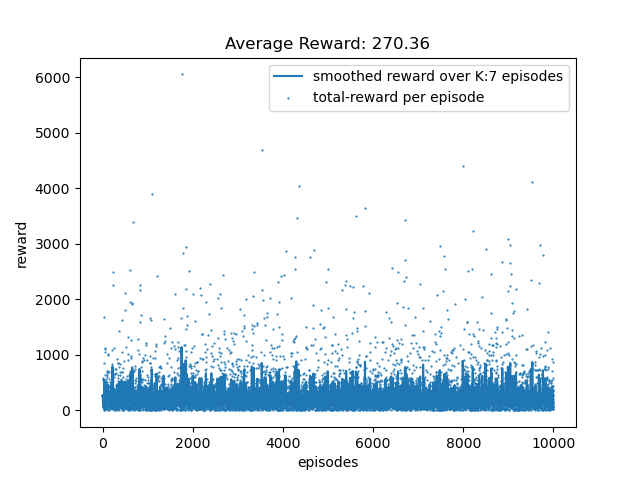 Average Reward: 270.36
smoothed reward over K:7 episodes
total-reward per episode
reward
6000
5000
4000
3000
2000
1000
0
0 2000 4000 6000 8000 10000
episodes